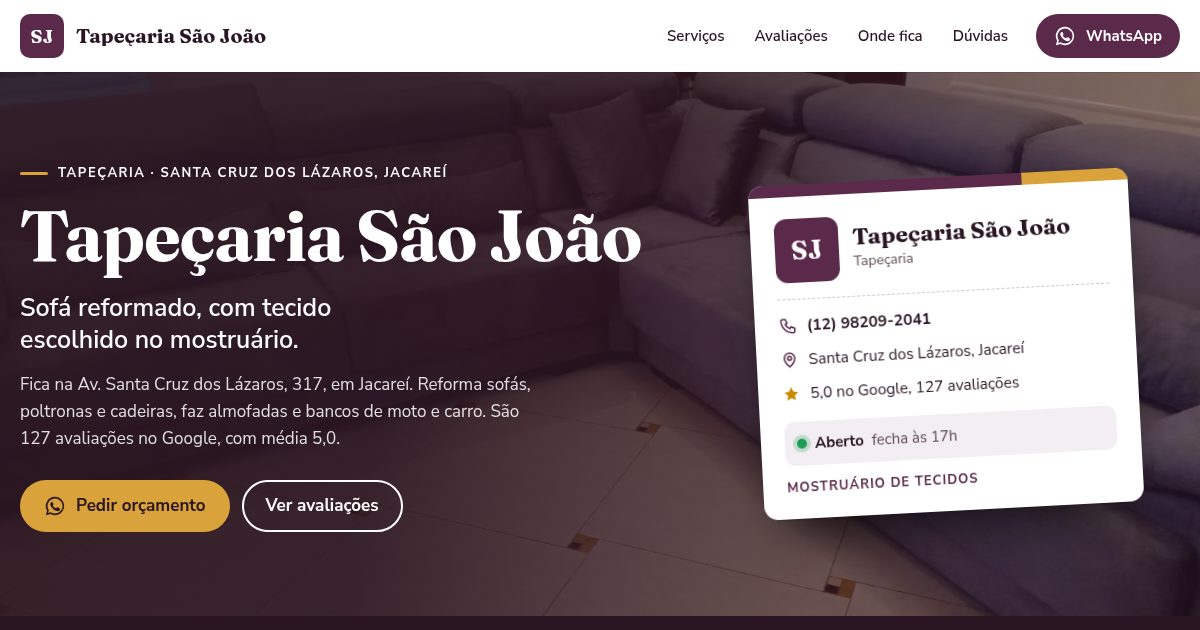 SJ Tapeçaria São João Serviços Avaliações Onde fica Dúvidas WhatsApp
TAPEÇARIA · SANTA CRUZ DOS LÁZAROS, JACAREÍ
Tapeçaria São João
Sofá reformado, com tecido
escolhido no mostruário.
Fica na Av. Santa Cruz dos Lázaros, 317, em Jacareí. Reforma sofás,
poltronas e cadeiras, faz almofadas e bancos de moto e carro. São
127 avaliações no Google, com média 5,0.
Pedir orçamento Ver avaliações
SJ
Tapeçaria São João
Tapeçaria
(12) 98209-2041
Santa Cruz dos Lázaros, Jacareí
5,0 no Google, 127 avaliações
Aberto fecha às 17h
MOSTRUÁRIO DE TECIDOS